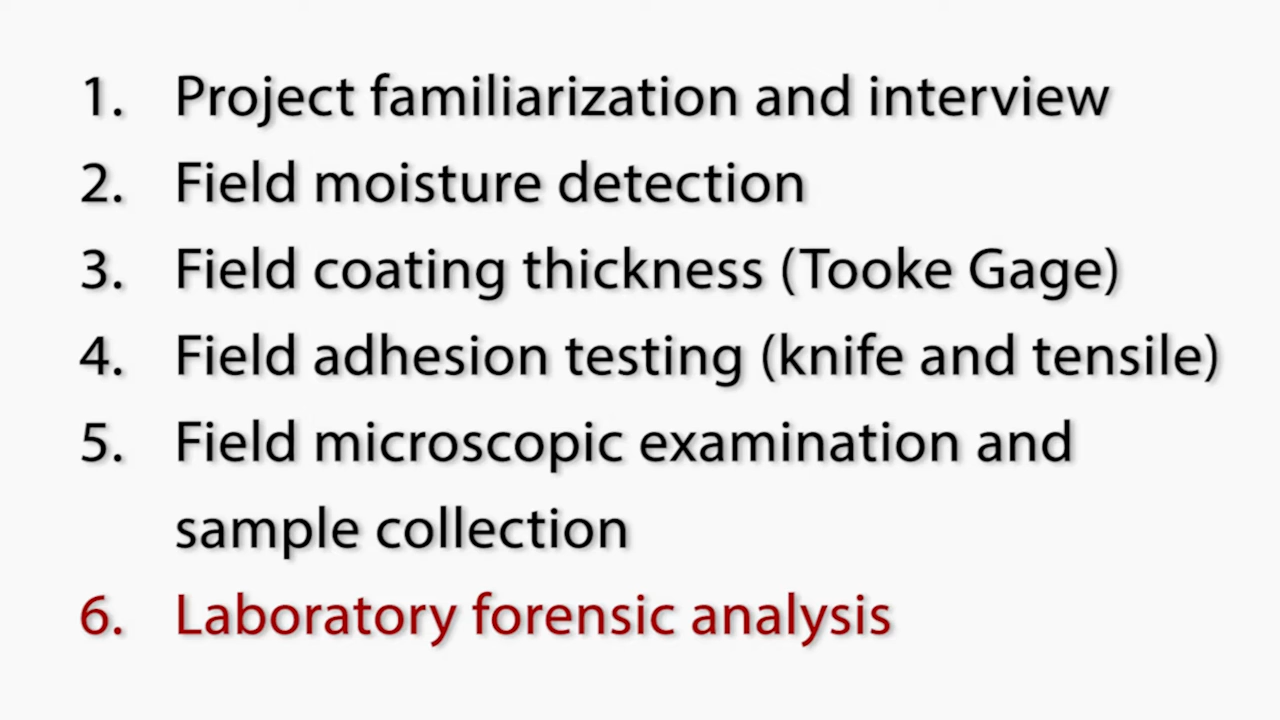 1. Project familiarization and interview
2. Field moisture detection
3. Field coating thickness (Tooke Gage)
4. Field adhesion testing (knife and tensile)
5. Field microscopic examination and
sample collection
6. Laboratory forensic analysis